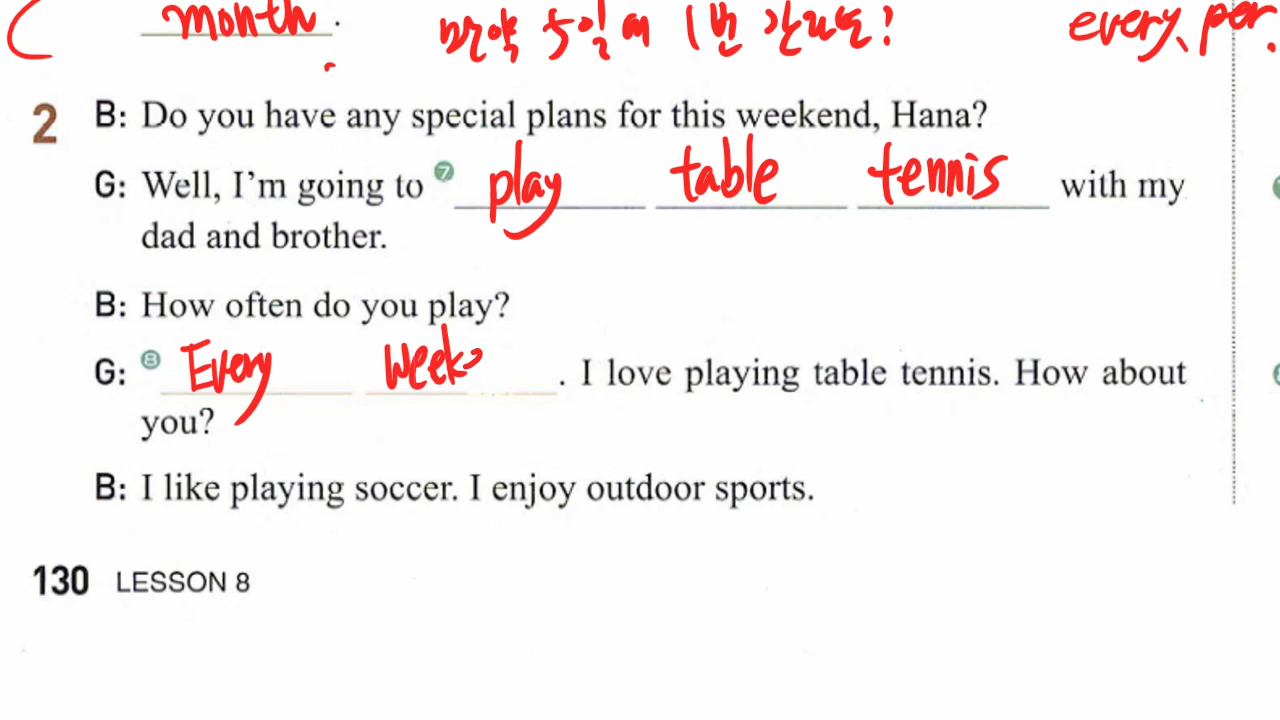 month.
만약 5일에 1번 간다면? every, per.
2 B: Do you have any special plans for this weekend, Hana?
G: Well, I'm going to ⑦ play table tennis with my
dad and brother.
B: How often do you play?
G: ⑧ Every week. I love playing table tennis. How about
you?
B: I like playing soccer. I enjoy outdoor sports.
130 LESSON 8